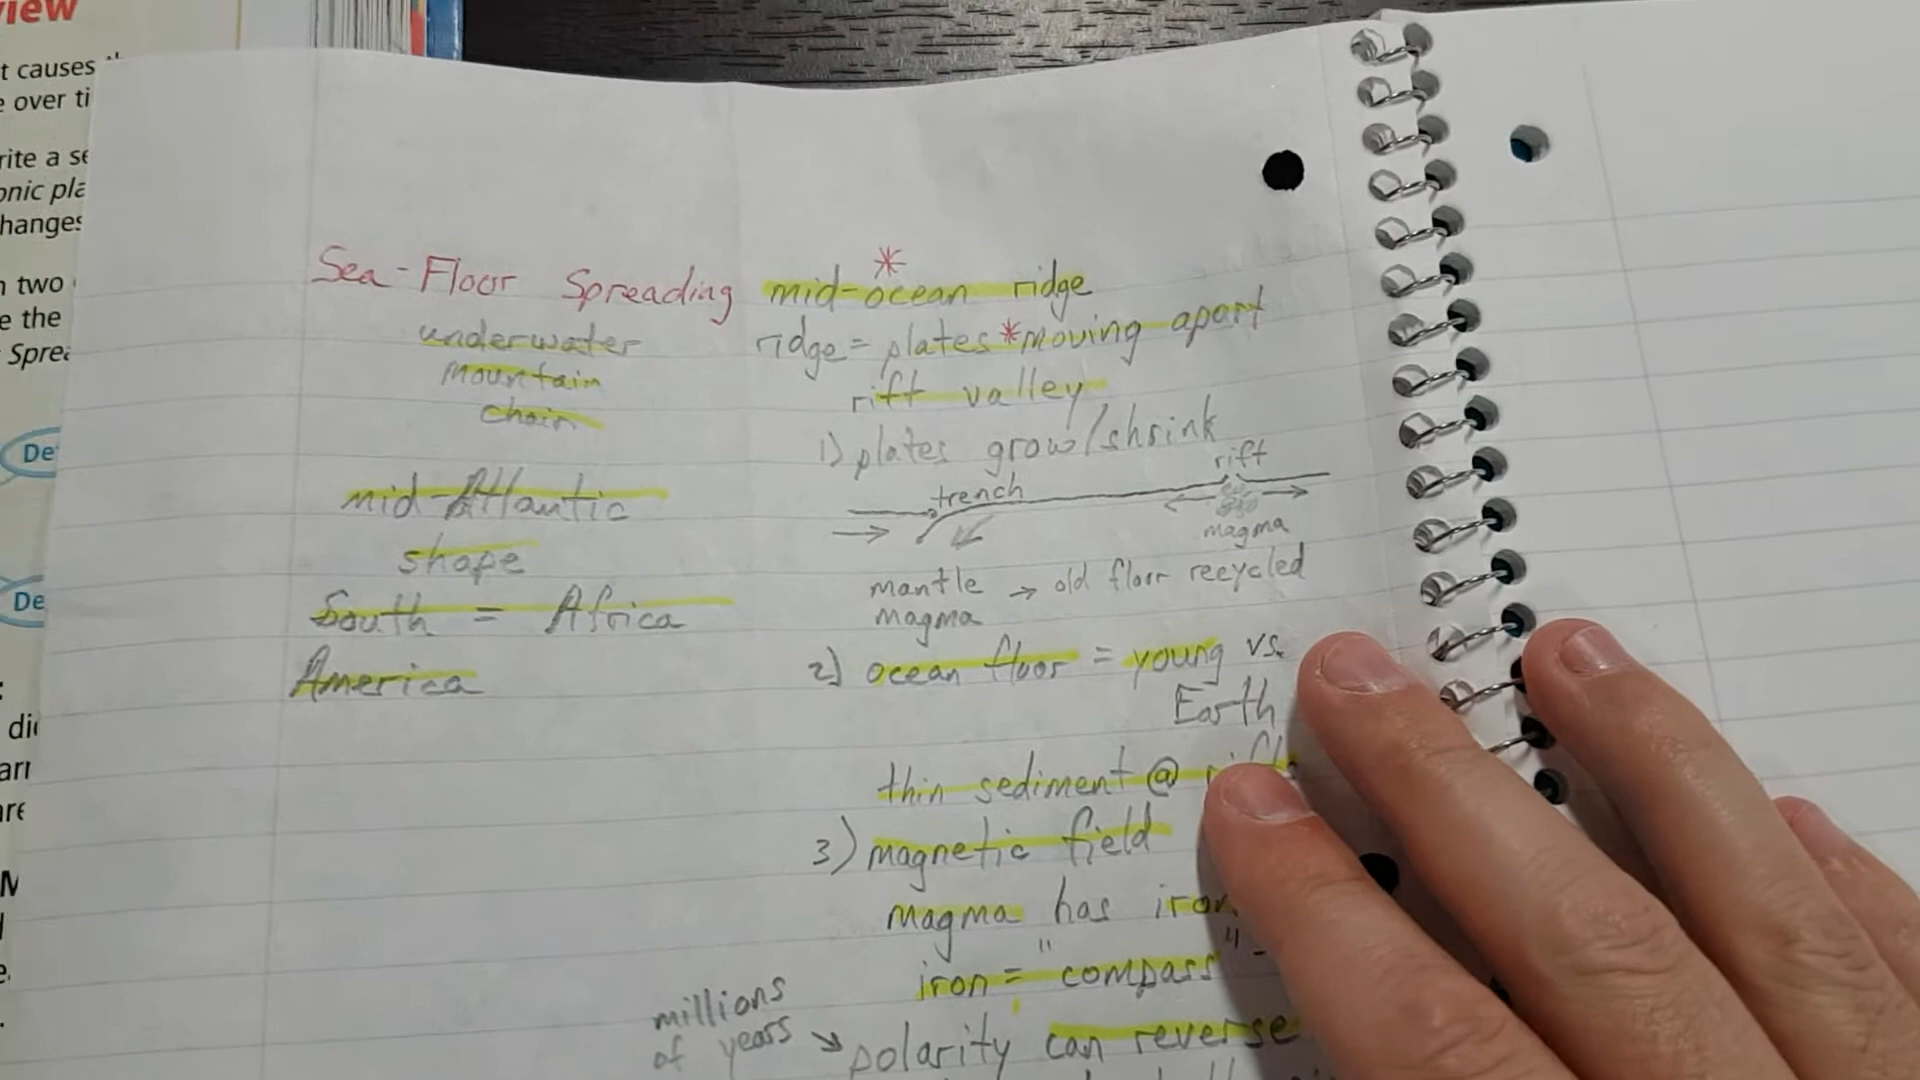 view
t causes
e over ti
rite a se
onic pla
hanges
n two
e the
Sprea
De
De
die
Sea-Floor Spreading
underwater
mountain
chain
mid-Atlantic
shape
South = Africa
America
*
mid-ocean ridge
ridge = plates *moving apart
rift valley
1) plates grow/shrink
rift
trench
magma
mantle → old floor recycled
magma
2) ocean floor = young vs.
Earth
thin sediment @
3) magnetic field
magma has iron
iron = "compass" -
millions
of years ↘
polarity can reverse